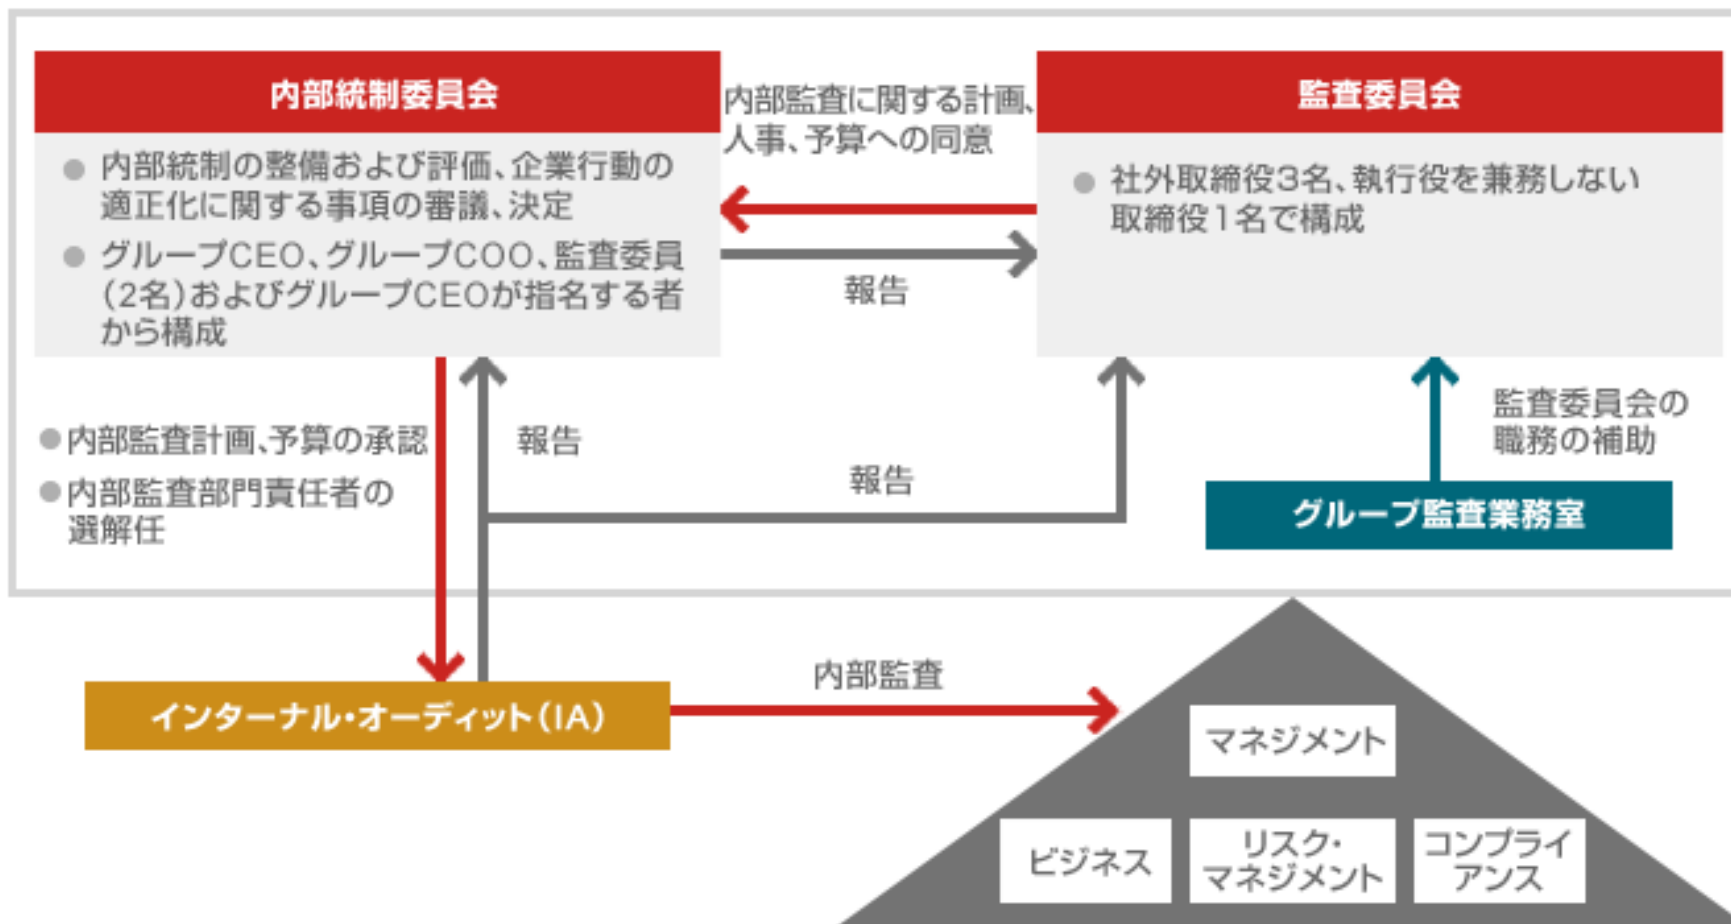 内部統制委員会
内部統制の整備および評価、企業行動の
適正化に関する事項の審議、決定
グループCEO、グループCOO、監査委員
(2名)およびグループCEOが指名する者
から構成
内部監査に関する計画、
人事、予算への同意
報告
監査委員会
社外取締役3名、執行役を兼務しない
取締役1名で構成
内部監査計画、予算の承認
内部監査部門責任者の
選解任
報告
報告
監査委員会の
職務の補助
グループ監査業務室
インターナル・オーディット(IA)
内部監査
マネジメント
ビジネス
リスク・
マネジメント
コンプライ
アンス